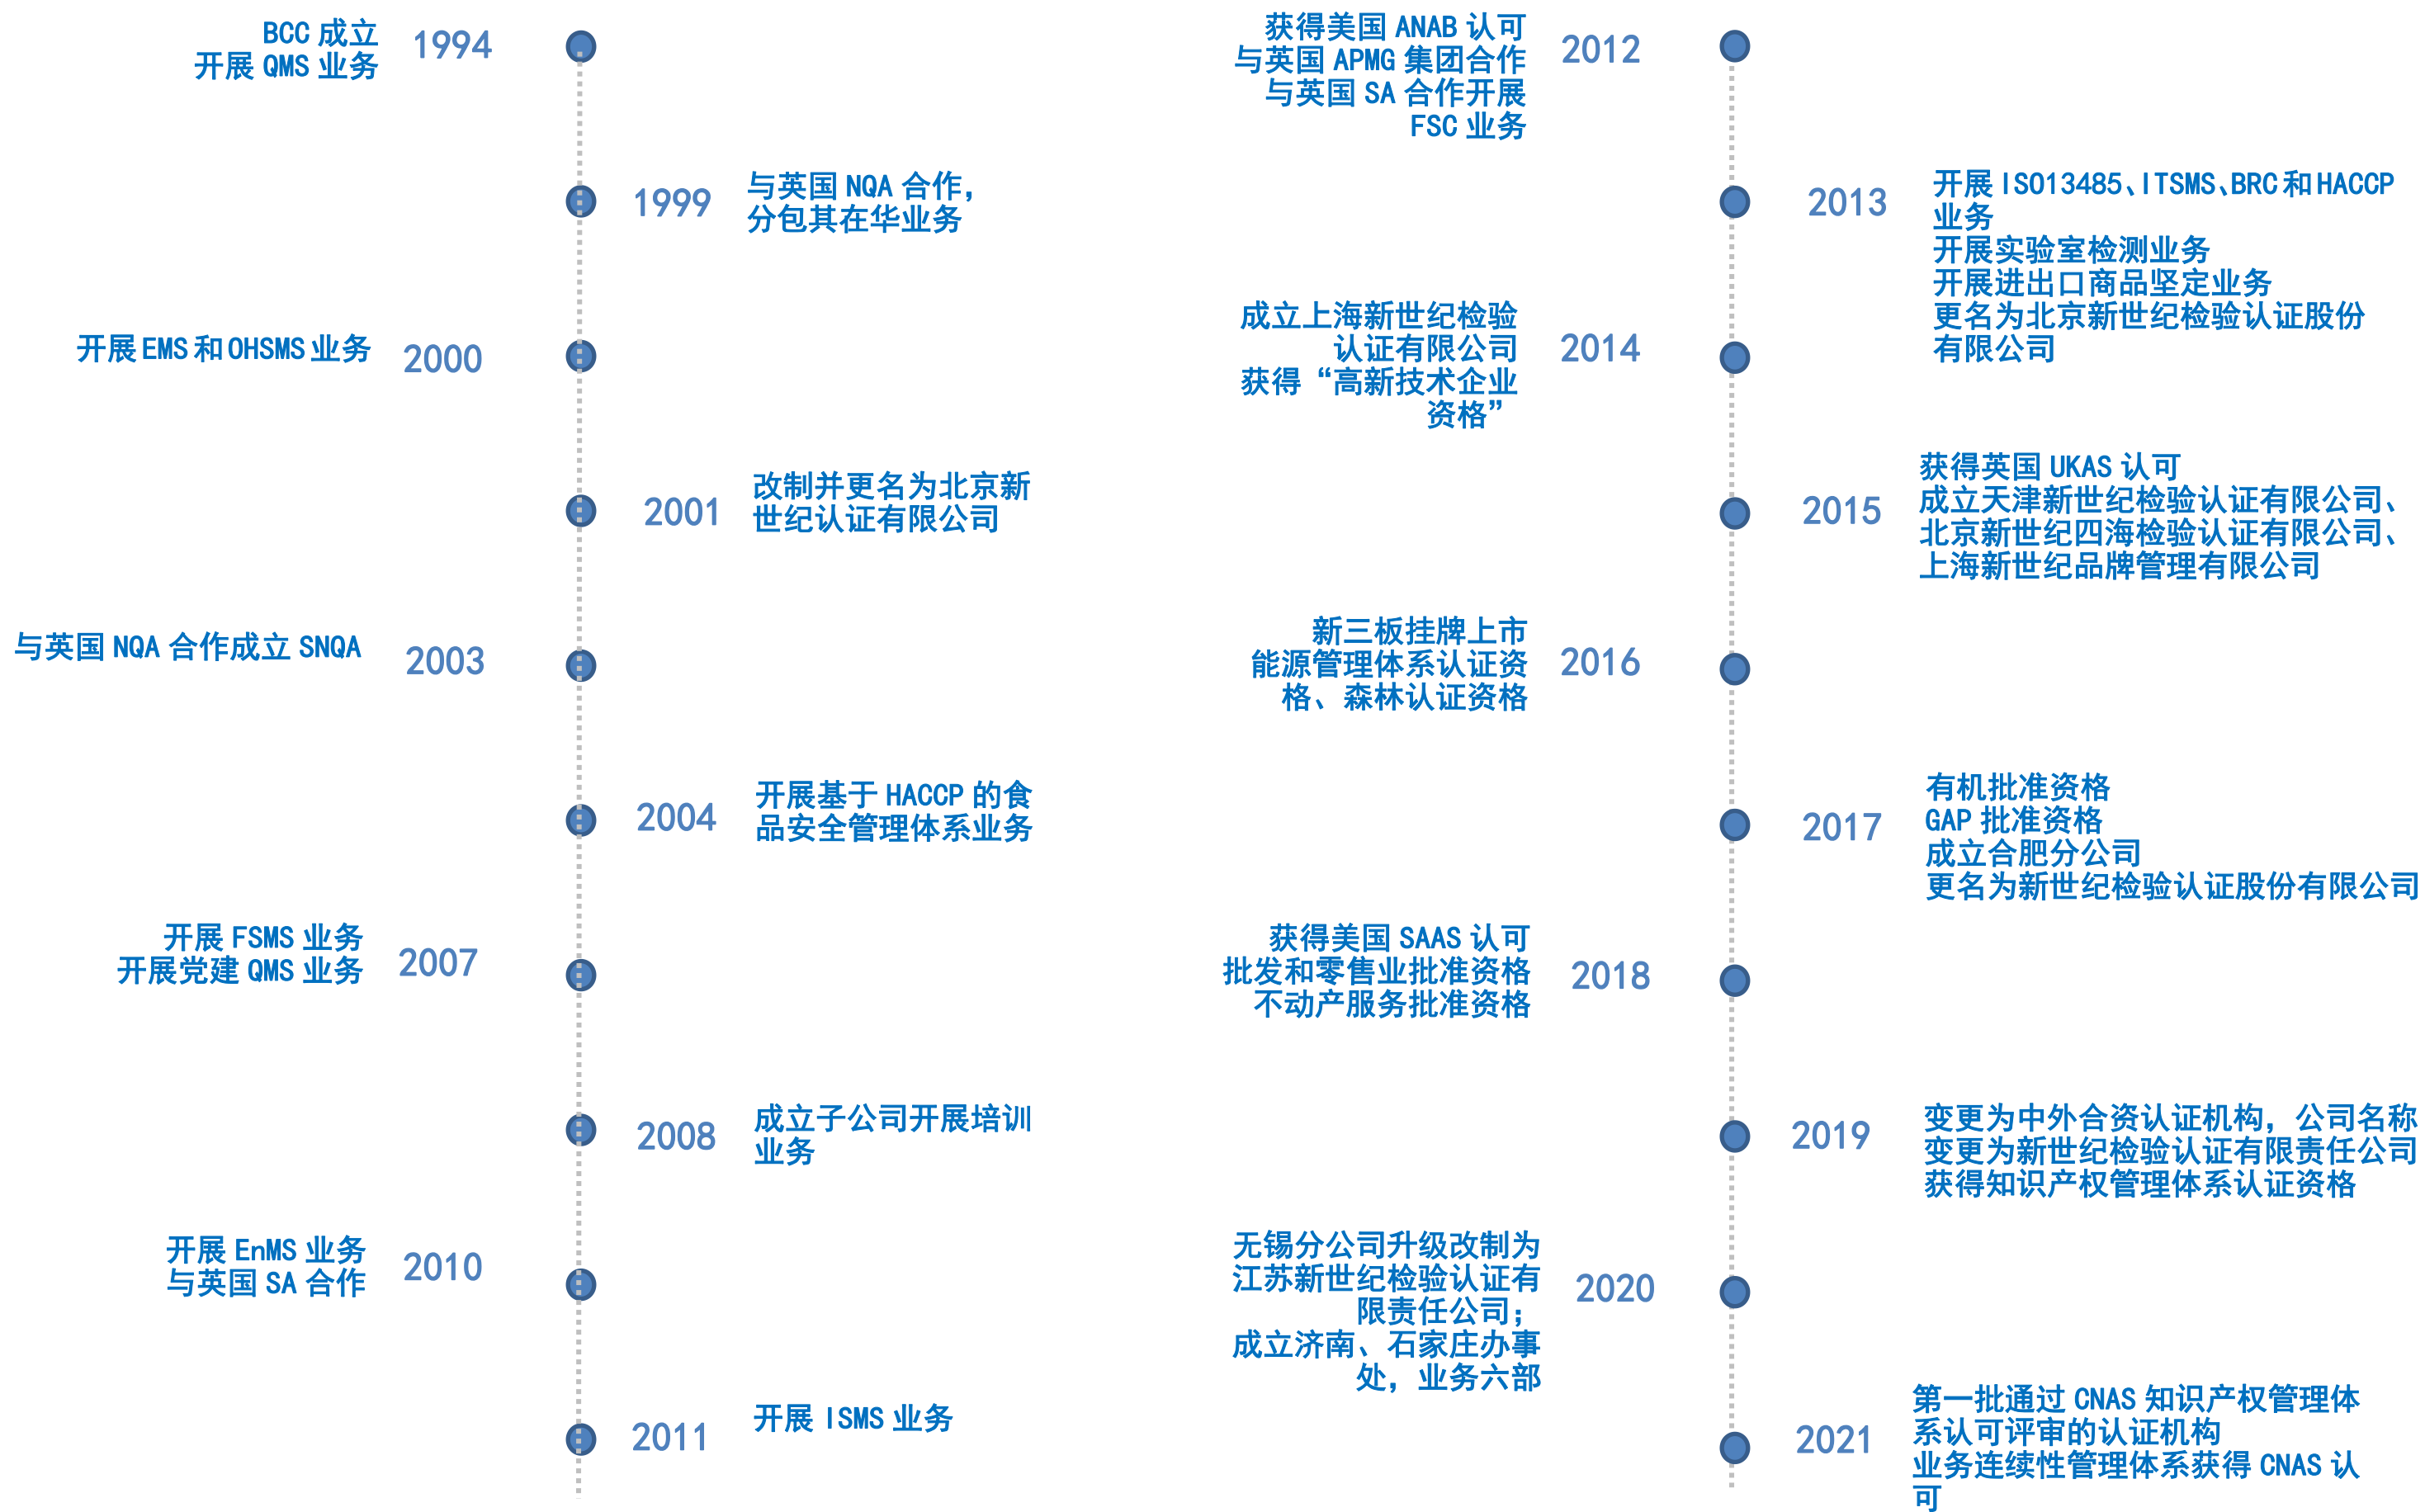 BCC 成立
开展 QMS 业务
1994
1999
与英国 NQA 合作，
分包其在华业务
开展 EMS 和 OHSMS 业务
2000
2001
改制并更名为北京新
世纪认证有限公司
与英国 NQA 合作成立 SNQA
2003
2004
开展基于 HACCP 的食
品安全管理体系业务
开展 FSMS 业务
开展党建 QMS 业务
2007
2008
成立子公司开展培训
业务
开展 EnMS 业务
与英国 SA 合作
2010
2011
开展 ISMS 业务
获得美国 ANAB 认可
与英国 APMG 集团合作
与英国 SA 合作开展
FSC 业务
2012
2013
开展 ISO13485、ITSMS、BRC 和 HACCP
业务
开展实验室检测业务
开展进出口商品坚定业务
更名为北京新世纪检验认证股份
有限公司
成立上海新世纪检验
认证有限公司
获得“高新技术企业
资格”
2014
2015
获得英国 UKAS 认可
成立天津新世纪检验认证有限公司、
北京新世纪四海检验认证有限公司、
上海新世纪品牌管理有限公司
新三板挂牌上市
能源管理体系认证资
格、森林认证资格
2016
2017
有机批准资格
GAP 批准资格
成立合肥分公司
更名为新世纪检验认证股份有限公司
获得美国 SAAS 认可
批发和零售业批准资格
不动产服务批准资格
2018
2019
变更为中外合资认证机构，公司名称
变更为新世纪检验认证有限责任公司
获得知识产权管理体系认证资格
无锡分公司升级改制为
江苏新世纪检验认证有
限责任公司；
成立济南、石家庄办事
处，业务六部
2020
2021
第一批通过 CNAS 知识产权管理体
系认可评审的认证机构
业务连续性管理体系获得 CNAS 认
可